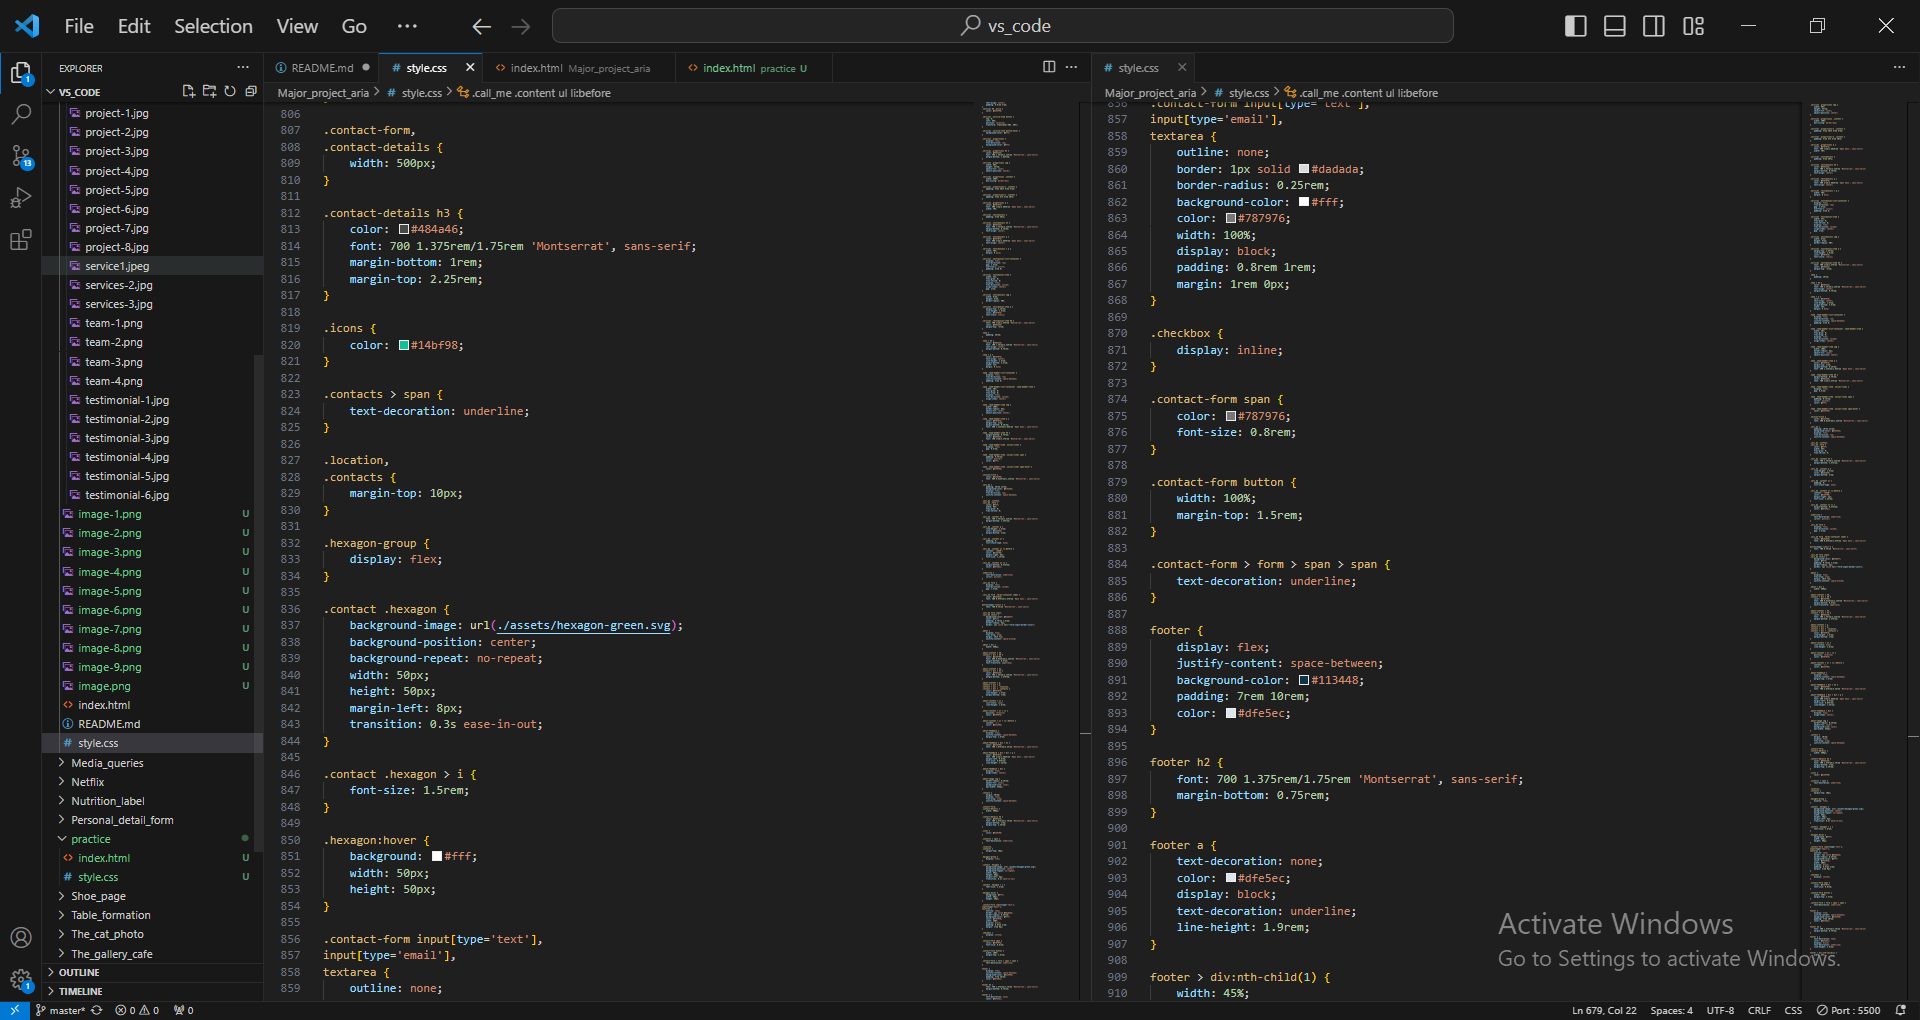 File Edit Selection View Go ··· vs_code
EXPLORER ···
VS_CODE
project-1.jpg
project-2.jpg
project-3.jpg
project-4.jpg
project-5.jpg
project-6.jpg
project-7.jpg
project-8.jpg
service1.jpeg
services-2.jpg
services-3.jpg
team-1.png
team-2.png
team-3.png
team-4.png
testimonial-1.jpg
testimonial-2.jpg
testimonial-3.jpg
testimonial-4.jpg
testimonial-5.jpg
testimonial-6.jpg
image-1.png U
image-2.png U
image-3.png U
image-4.png U
image-5.png U
image-6.png U
image-7.png U
image-8.png U
image-9.png U
image.png U
index.html
README.md
style.css
Media_queries
Netflix
Nutrition_label
Personal_detail_form
practice
index.html U
style.css U
Shoe_page
Table_formation
The_cat_photo
The_gallery_cafe
OUTLINE
TIMELINE
1
13
1
README.md # style.css index.html Major_project_aria index.html practice U
Major_project_aria > # style.css > .call_me .content ul li:before
806
807 .contact-form,
808 .contact-details {
809 width: 500px;
810 }
811
812 .contact-details h3 {
813 color: #484a46;
814 font: 700 1.375rem/1.75rem 'Montserrat', sans-serif;
815 margin-bottom: 1rem;
816 margin-top: 2.25rem;
817 }
818
819 .icons {
820 color: #14bf98;
821 }
822
823 .contacts > span {
824 text-decoration: underline;
825 }
826
827 .location,
828 .contacts {
829 margin-top: 10px;
830 }
831
832 .hexagon-group {
833 display: flex;
834 }
835
836 .contact .hexagon {
837 background-image: url(./assets/hexagon-green.svg);
838 background-position: center;
839 background-repeat: no-repeat;
840 width: 50px;
841 height: 50px;
842 margin-left: 8px;
843 transition: 0.3s ease-in-out;
844 }
845
846 .contact .hexagon > i {
847 font-size: 1.5rem;
848 }
849
850 .hexagon:hover {
851 background: #fff;
852 width: 50px;
853 height: 50px;
854 }
855
856 .contact-form input[type='text'],
857 input[type='email'],
858 textarea {
859 outline: none;
# style.css
Major_project_aria > # style.css > .call_me .content ul li:before
856 .contact-form input[type='text'],
857 input[type='email'],
858 textarea {
859 outline: none;
860 border: 1px solid #dadada;
861 border-radius: 0.25rem;
862 background-color: #fff;
863 color: #787976;
864 width: 100%;
865 display: block;
866 padding: 0.8rem 1rem;
867 margin: 1rem 0px;
868 }
869
870 .checkbox {
871 display: inline;
872 }
873
874 .contact-form span {
875 color: #787976;
876 font-size: 0.8rem;
877 }
878
879 .contact-form button {
880 width: 100%;
881 margin-top: 1.5rem;
882 }
883
884 .contact-form > form > span > span {
885 text-decoration: underline;
886 }
887
888 footer {
889 display: flex;
890 justify-content: space-between;
891 background-color: #113448;
892 padding: 7rem 10rem;
893 color: #dfe5ec;
894 }
895
896 footer h2 {
897 font: 700 1.375rem/1.75rem 'Montserrat', sans-serif;
898 margin-bottom: 0.75rem;
899 }
900
901 footer a {
902 text-decoration: none;
903 color: #dfe5ec;
904 display: block;
905 text-decoration: underline;
906 line-height: 1.9rem;
907 }
908
909 footer > div:nth-child(1) {
910 width: 45%;
Activate Windows
Go to Settings to activate Windows.
master* 0 0 0 Ln 679, Col 22 Spaces: 4 UTF-8 CRLF CSS Port : 5500